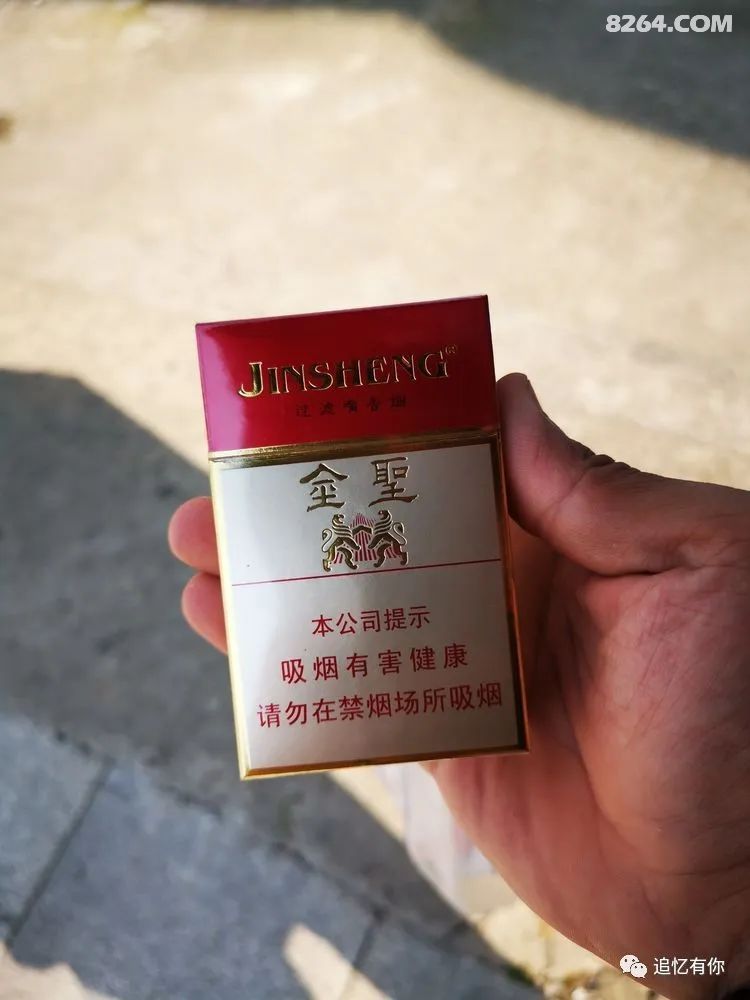 8264.COM
JINSHENG®
过滤嘴香烟
金聖
本公司提示
吸烟有害健康
请勿在禁烟场所吸烟
追忆有你